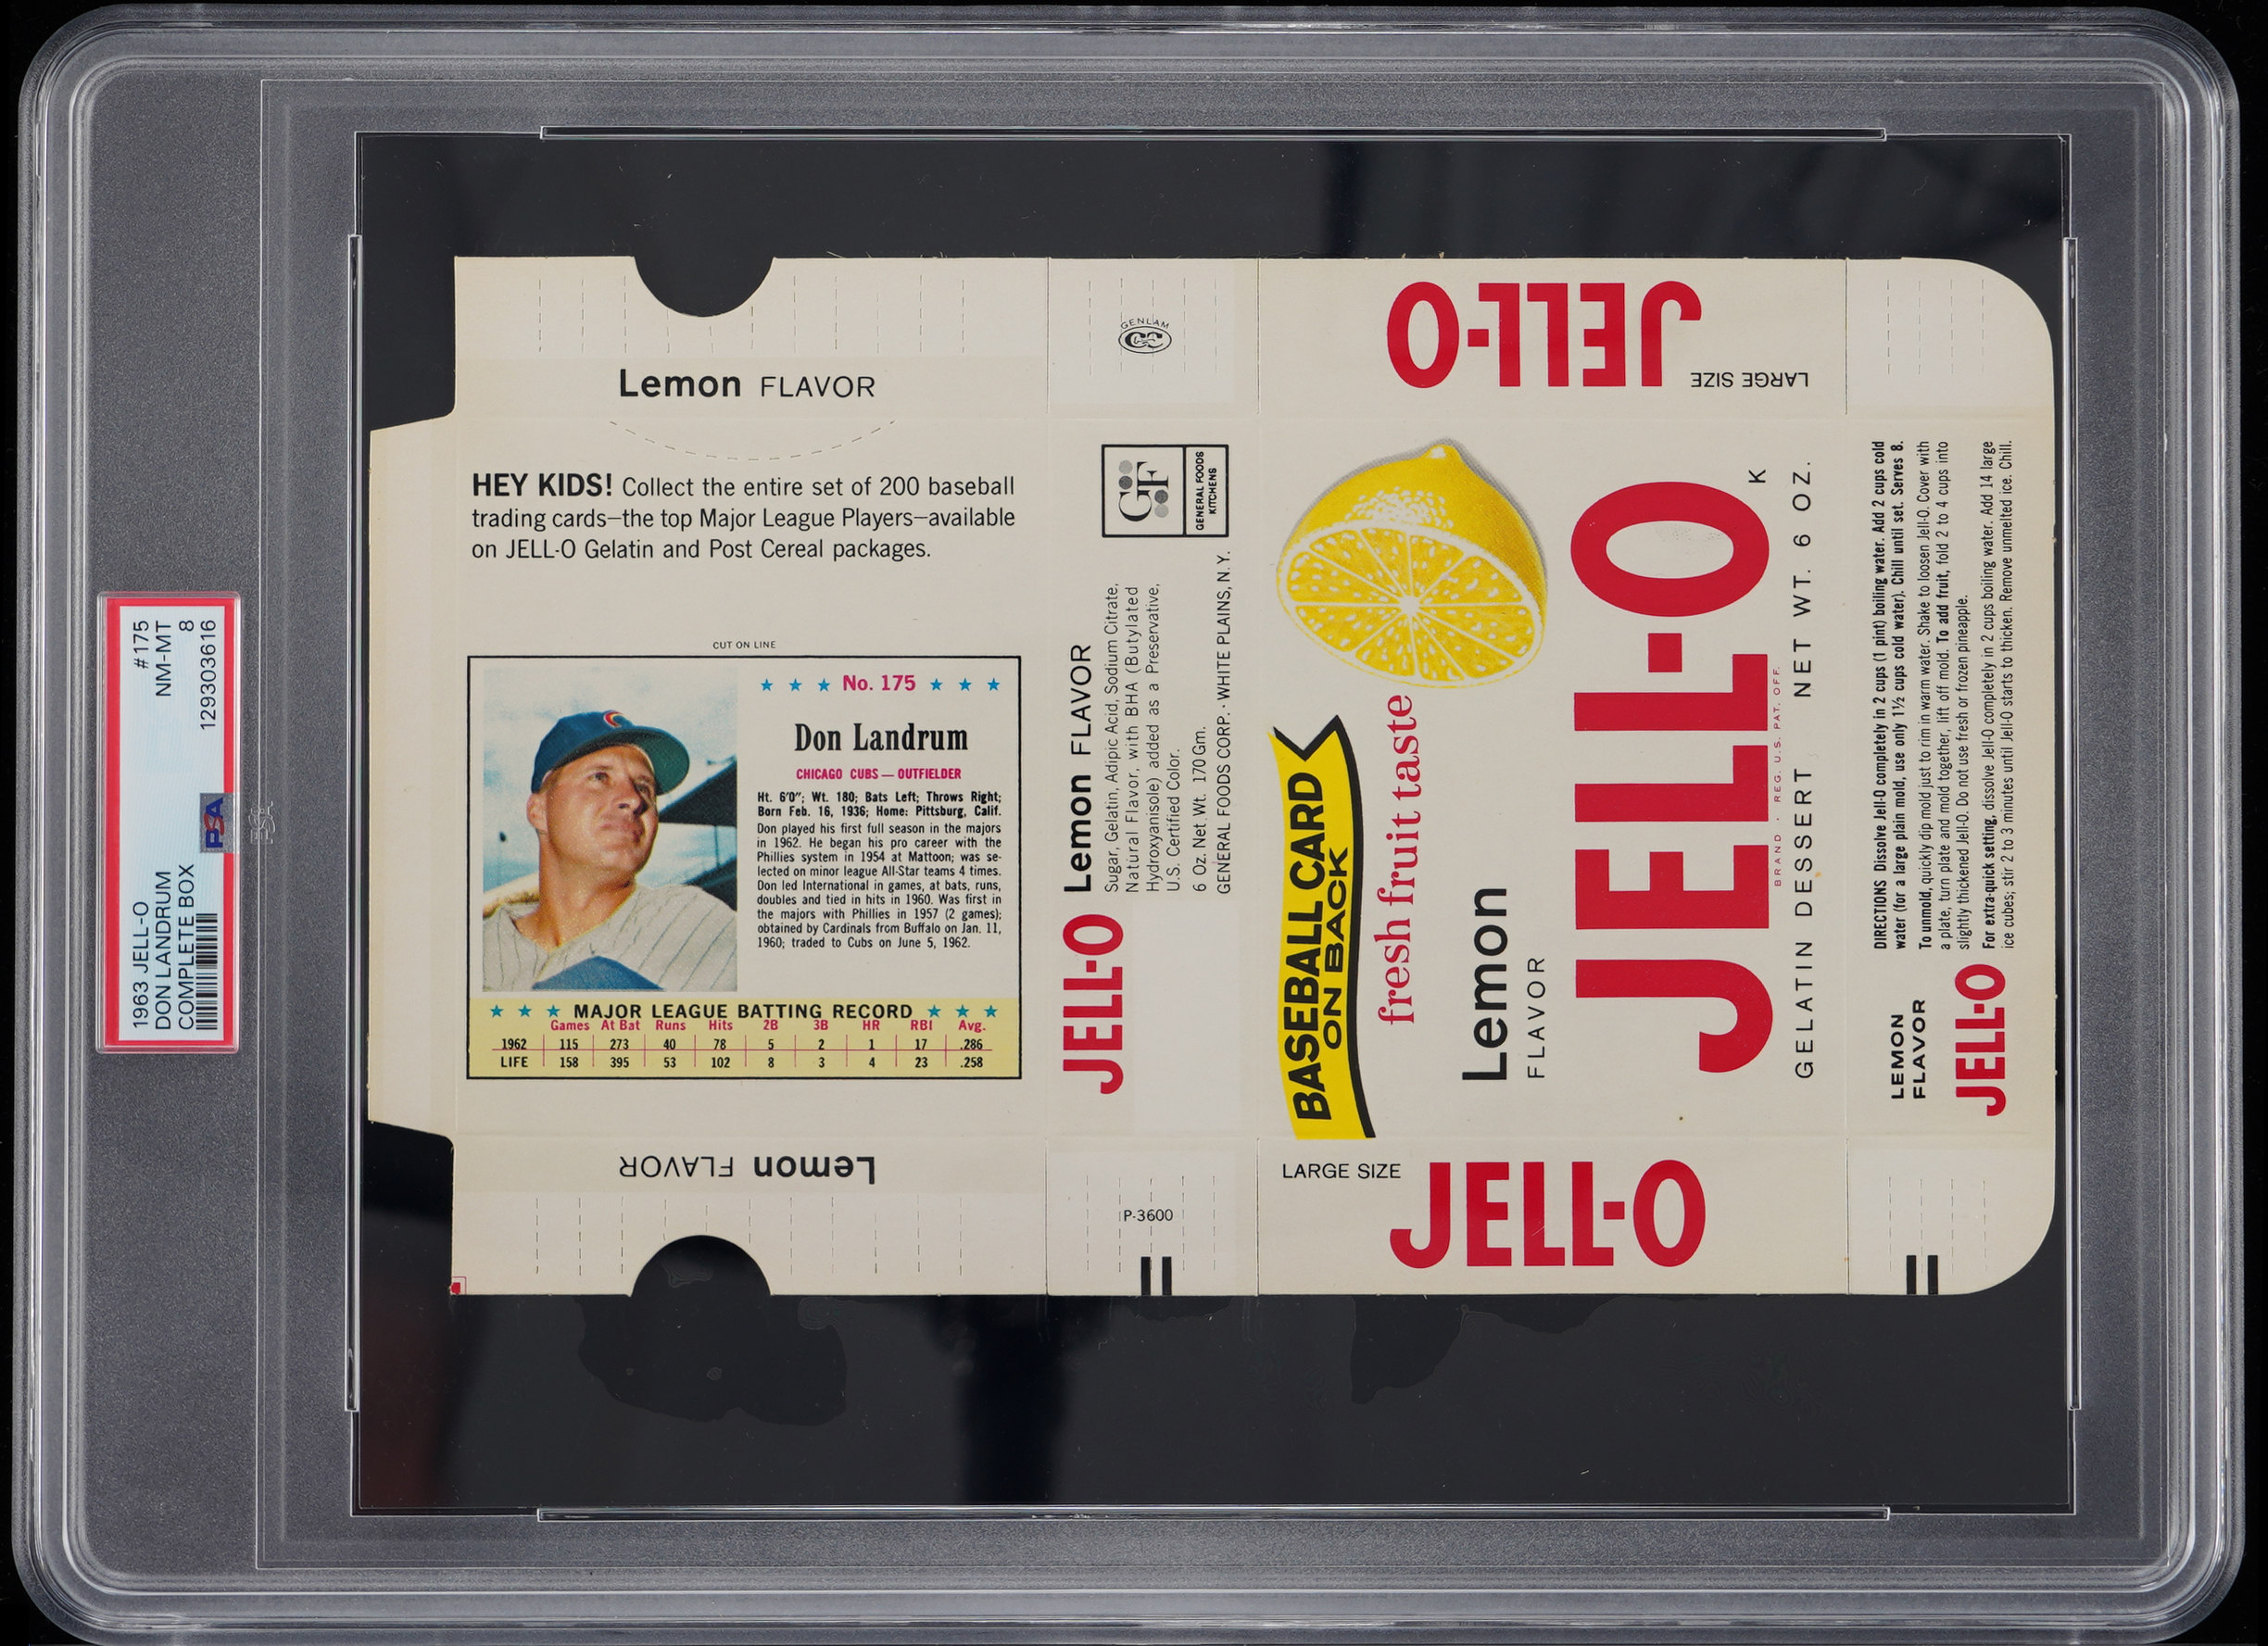 1963 JELL-O #175
DON LANDRUM NM-MT
COMPLETE BOX 8
PSA 129303616
Lemon FLAVOR
HEY KIDS! Collect the entire set of 200 baseball
trading cards—the top Major League Players—available
on JELL-O Gelatin and Post Cereal packages.
CUT ON LINE
★ ★ ★ No. 175 ★ ★ ★
Don Landrum
CHICAGO CUBS — OUTFIELDER
Ht. 6'0"; Wt. 180; Bats Left; Throws Right;
Born Feb. 16, 1936; Home: Pittsburg, Calif.
Don played his first full season in the majors
in 1962. He began his pro career with the
Phillies system in 1954 at Mattoon; was se-
lected on minor league All-Star teams 4 times.
Don led International in games, at bats, runs,
doubles and tied in hits in 1960. Was first in
the majors with Phillies in 1957 (2 games);
obtained by Cardinals from Buffalo on Jan. 11,
1960; traded to Cubs on June 5, 1962.
★ ★ ★ MAJOR LEAGUE BATTING RECORD ★ ★ ★
Games At Bat Runs Hits 2B 3B HR RBI Avg.
1962 115 273 40 78 5 2 1 17 .286
LIFE 158 395 53 102 8 3 4 23 .258
Lemon FLAVOR
GENLAM
GF
GENERAL FOODS
KITCHENS
JELL-O Lemon FLAVOR
Sugar, Gelatin, Adipic Acid, Sodium Citrate,
Natural Flavor, with BHA (Butylated
Hydroxyanisole) added as a Preservative,
U.S. Certified Color.
6 Oz. Net Wt. 170 Gm.
GENERAL FOODS CORP. · WHITE PLAINS, N.Y.
P-3600
JELL-O
LARGE SIZE
BASEBALL CARD
ON BACK
fresh fruit taste
Lemon
FLAVOR
JELL-O
K
BRAND · REG. U.S. PAT. OFF.
GELATIN DESSERT NET WT. 6 OZ.
LARGE SIZE JELL-O
LEMON
FLAVOR
JELL-O
DIRECTIONS Dissolve Jell-O completely in 2 cups (1 pint) boiling water. Add 2 cups cold
water (for a large plain mold, use only 1½ cups cold water). Chill until set. Serves 8.
To unmold, quickly dip mold just to rim in warm water. Shake to loosen Jell-O. Cover with
a plate, turn plate and mold together, lift off mold. To add fruit, fold 2 to 4 cups into
slightly thickened Jell-O. Do not use fresh or frozen pineapple.
For extra-quick setting, dissolve Jell-O completely in 2 cups boiling water. Add 14 large
ice cubes; stir 2 to 3 minutes until Jell-O starts to thicken. Remove unmelted ice. Chill.